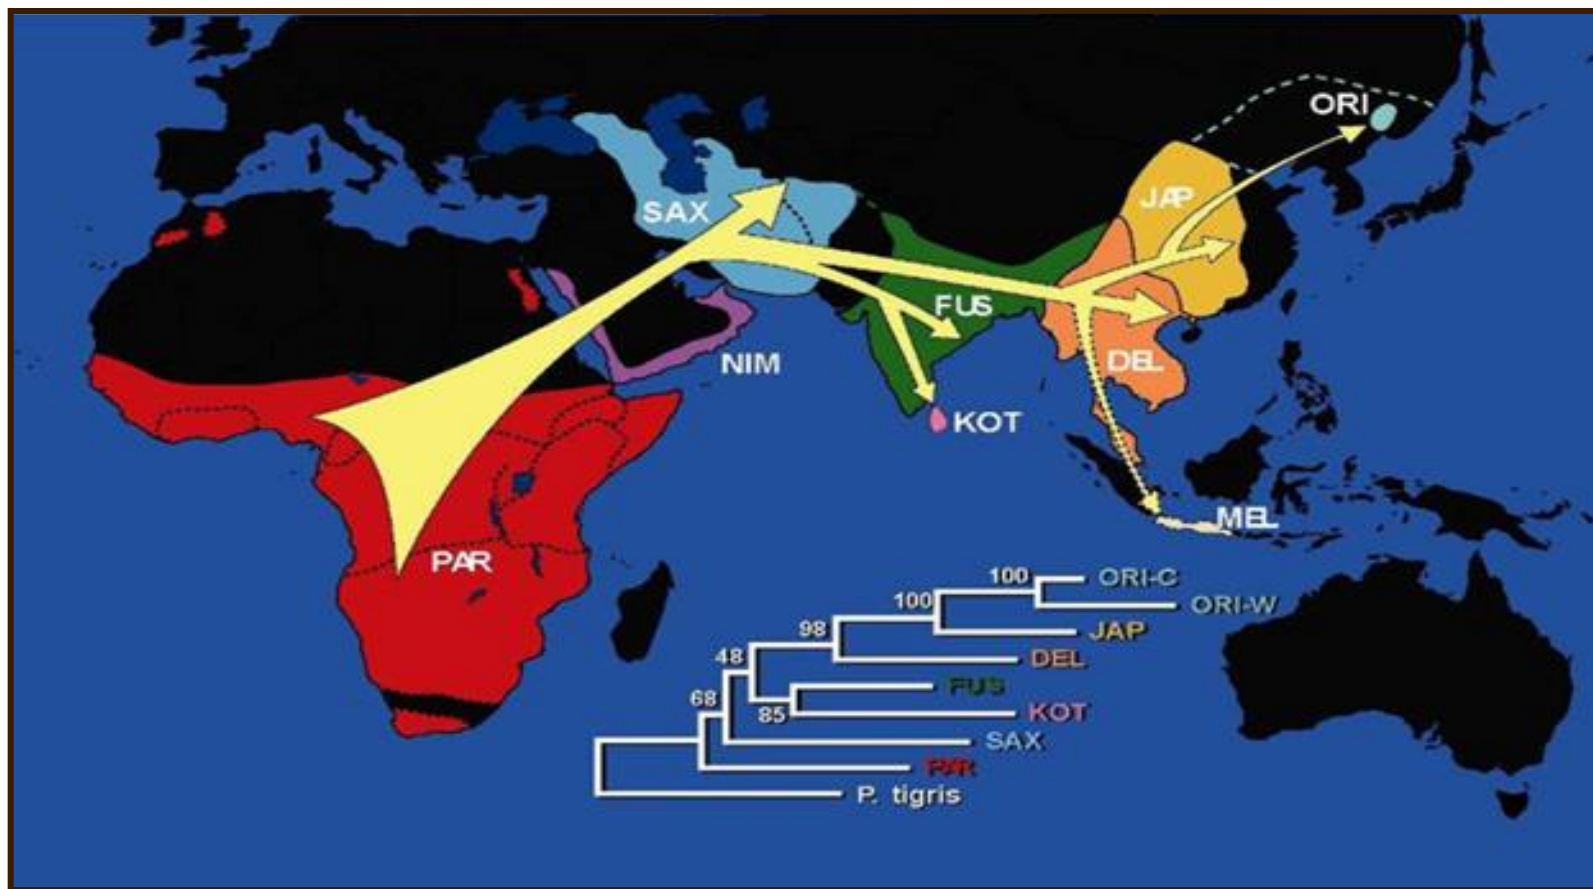 ORI
JAP
SAX
FUS
NIM
DEL
KOT
MEL
PAR
100
ORI-C
100
ORI-W
98
JAP
48
DEL
FUS
68
85
KOT
SAX
PAR
P. tigris